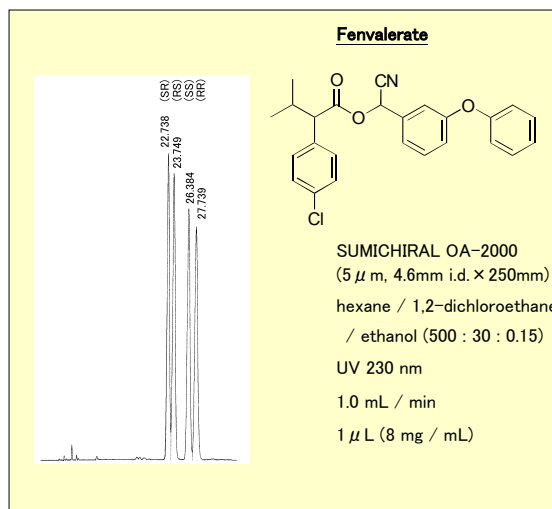 Fenvalerate
(SR)
(RS)
(SS)
(RR)
22.738
23.749
26.384
27.739
O
CN
O
O
Cl
SUMICHIRAL OA-2000
(5 μm, 4.6mm i.d.×250mm)
hexane / 1,2-dichloroethane
/ ethanol (500 : 30 : 0.15)
UV 230 nm
1.0 mL / min
1 μL (8 mg / mL)